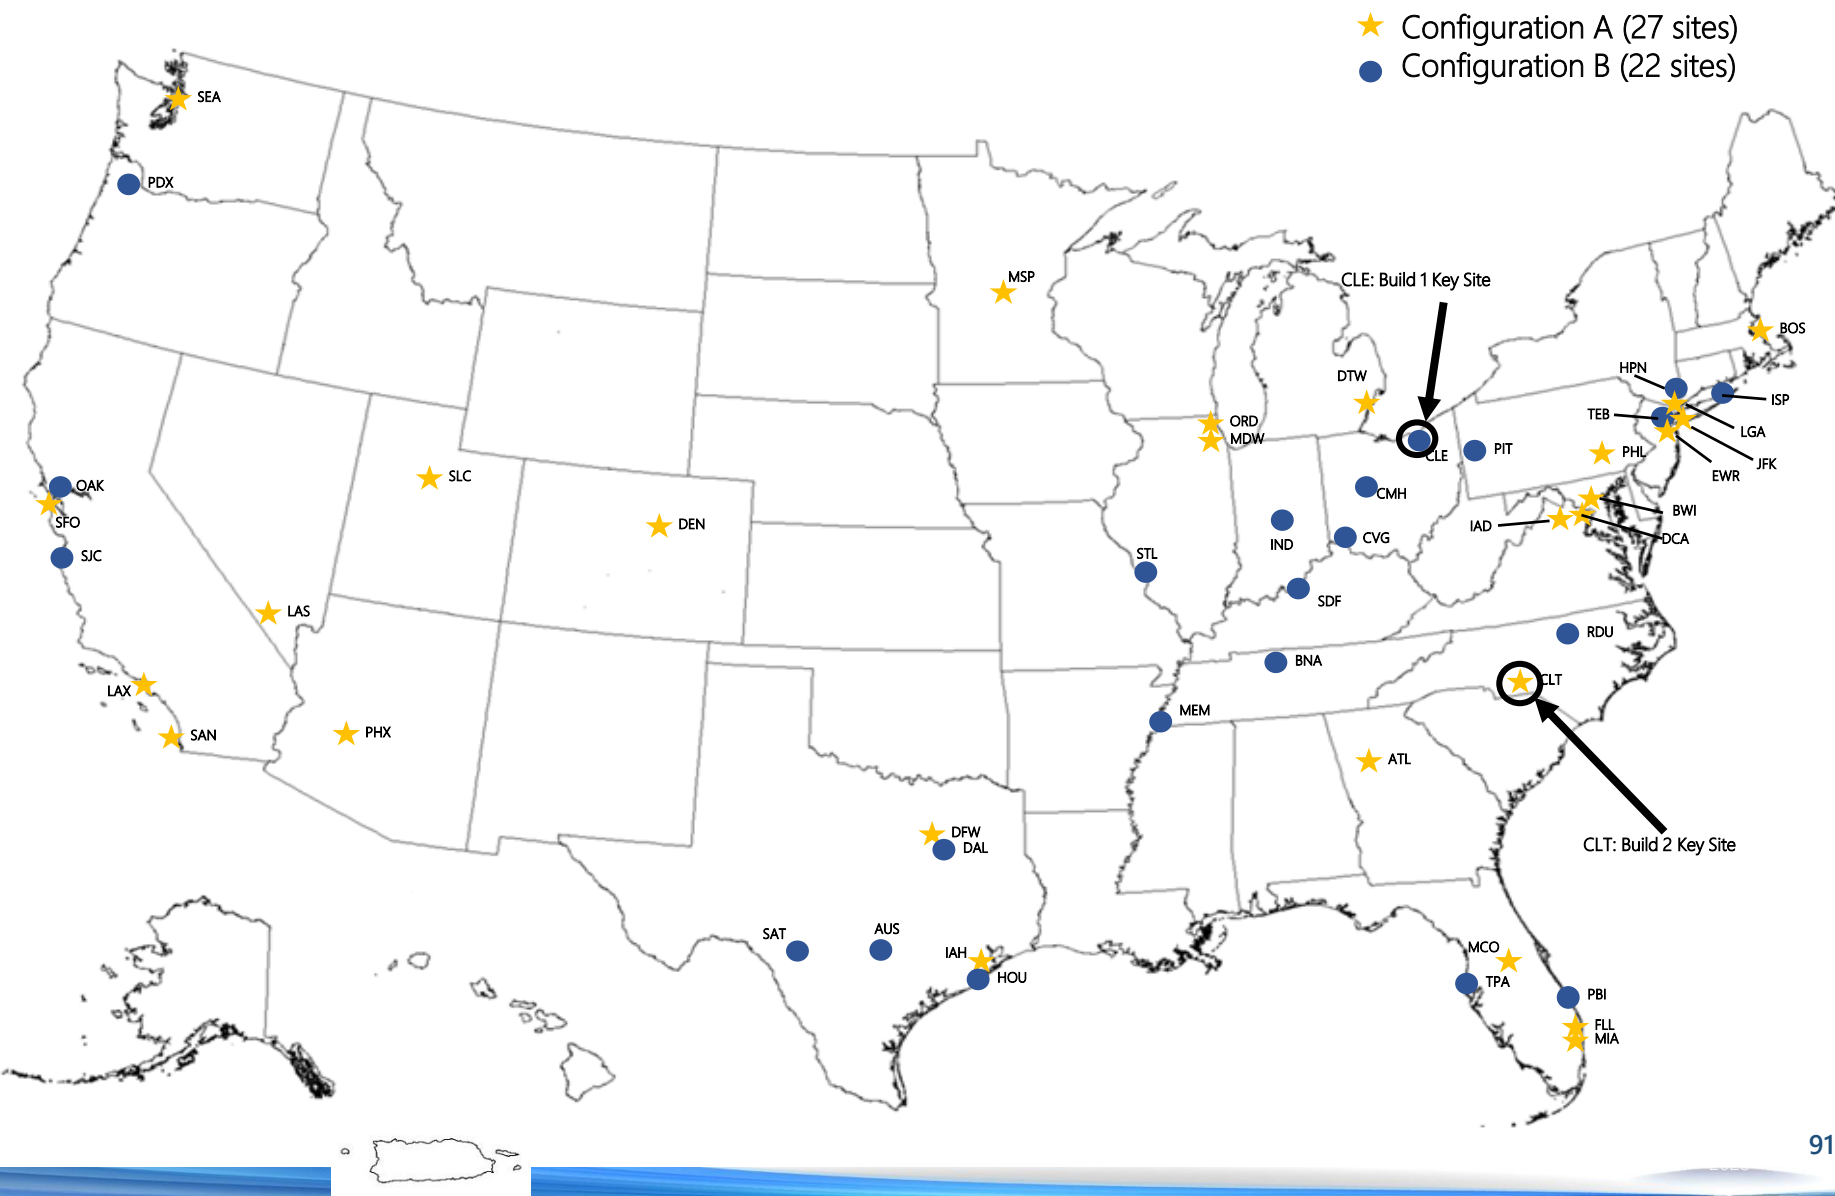 Configuration A (27 sites)
Configuration B (22 sites)
SEA
PDX
MSP
CLE: Build 1 Key Site
BOS
HPN
DTW
ISP
TEB
ORD
LGA
MDW
CLE
PIT
PHL
JFK
SLC
EWR
OAK
CMH
BWI
SFO
DEN
IAD
DCA
IND
CVG
SJC
STL
SDF
LAS
RDU
BNA
CLT
LAX
MEM
SAN
PHX
ATL
DFW
DAL
CLT: Build 2 Key Site
SAT
AUS
IAH
MCO
HOU
TPA
PBI
FLL
MIA
91